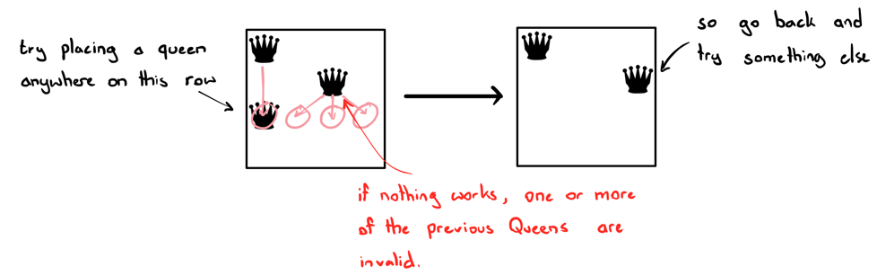 try placing a queen
anywhere on this row
if nothing works, one or more
of the previous Queens are
invalid.
so go back and
try something else